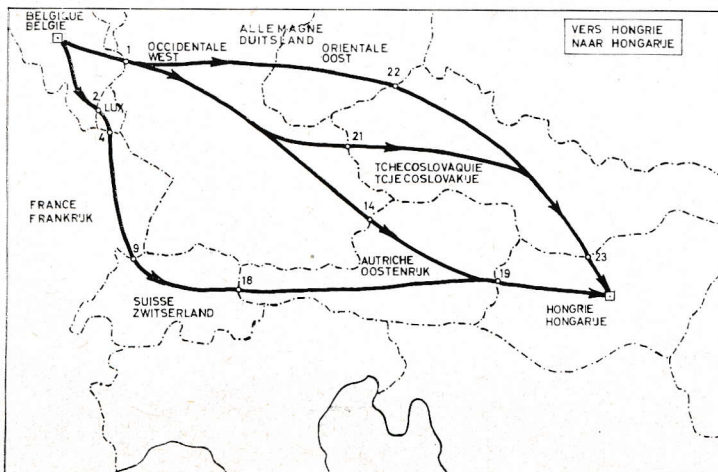 BELGIQUE
BELGIË
1
OCCIDENTALE
WEST
ALLEMAGNE
DUITSLAND
ORIENTALE
OOST
VERS HONGRIE
NAAR HONGARIJE
22
2
LUX
4
21
TCHECOSLOVAQUIE
TCJECOSLOVAKIJE
FRANCE
FRANKRIJK
14
9
AUTRICHE
OOSTENRIJK
23
18
19
SUISSE
ZWITSERLAND
HONGRIE
HONGARIJE